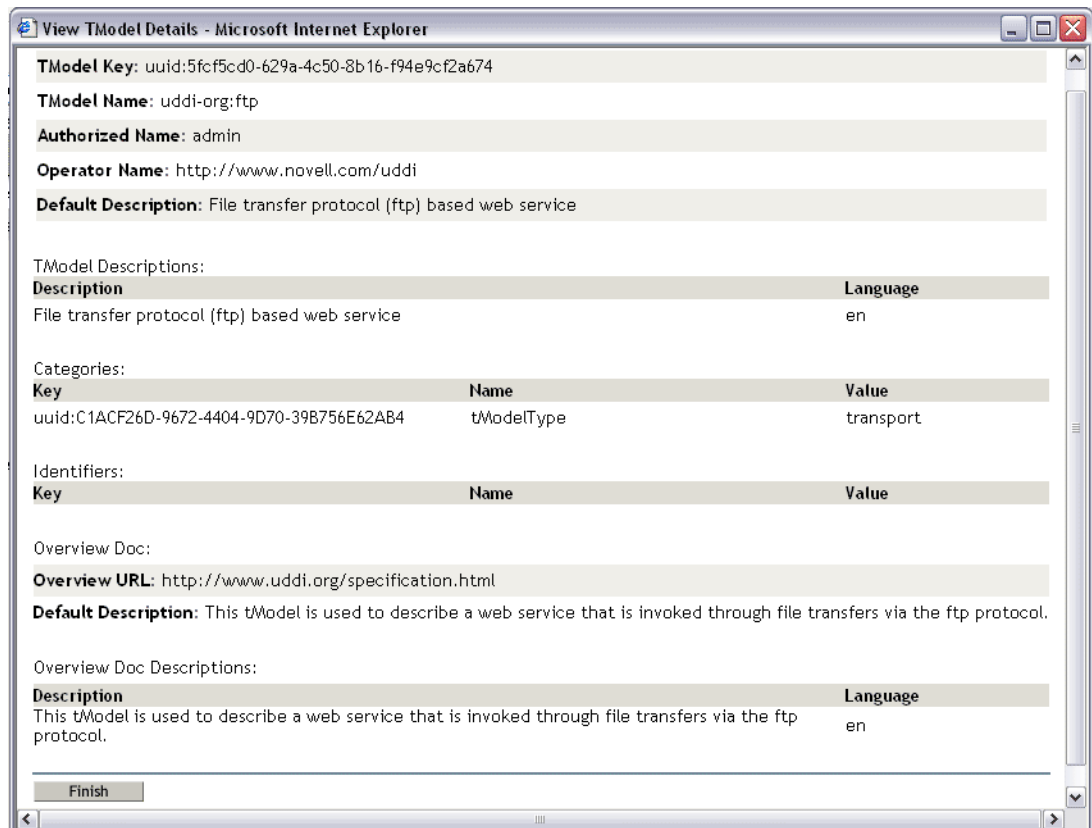 View TModel Details - Microsoft Internet Explorer
TModel Key: uuid:5fcf5cd0-629a-4c50-8b16-f94e9cf2a674
TModel Name: uddi-org:ftp
Authorized Name: admin
Operator Name: http://www.novell.com/uddi
Default Description: File transfer protocol (ftp) based web service
TModel Descriptions:
Description Language
File transfer protocol (ftp) based web service en
Categories:
Key Name Value
uuid:C1ACF26D-9672-4404-9D70-39B756E62AB4 tModelType transport
Identifiers:
Key Name Value
Overview Doc:
Overview URL: http://www.uddi.org/specification.html
Default Description: This tModel is used to describe a web service that is invoked through file transfers via the ftp protocol.
Overview Doc Descriptions:
Description Language
This tModel is used to describe a web service that is invoked through file transfers via the ftp
protocol. en
Finish